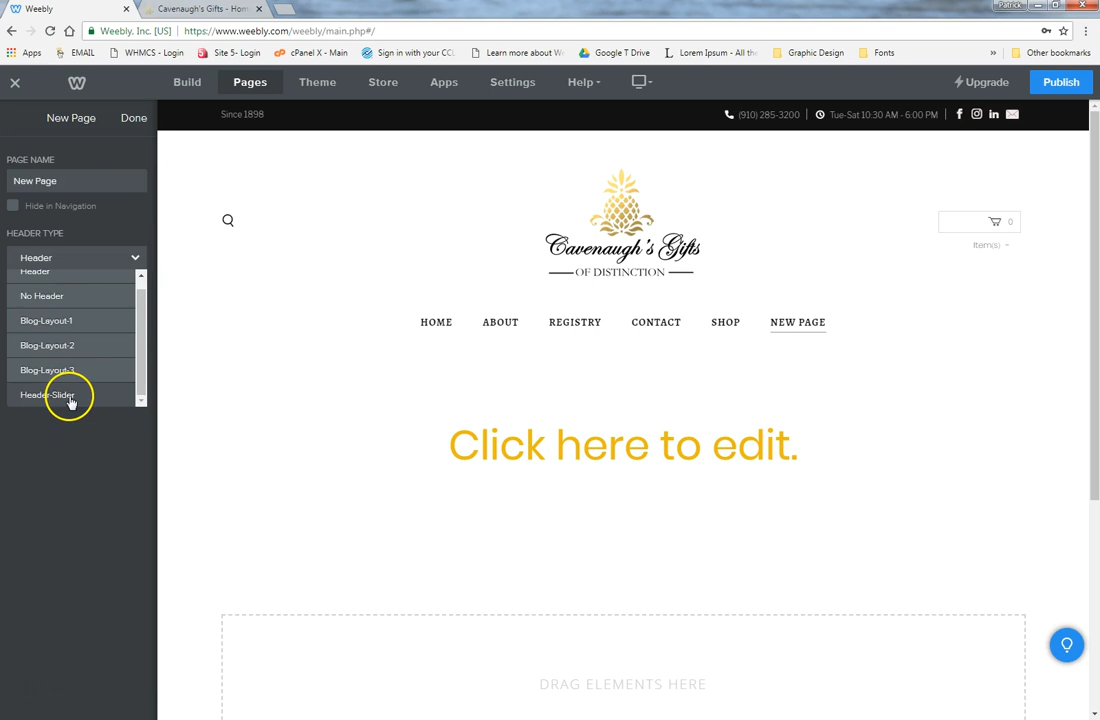 Weebly
Cavenaugh's Gifts - Hom
Patrick
Weebly, Inc. [US]
https://www.weebly.com/weebly/main.php#/
Apps
EMAIL
WHMCS - Login
Site 5- Login
cPanel X - Main
Sign in with your CCL
Learn more about We
Google T Drive
Lorem Ipsum - All the
Graphic Design
Fonts
»
Other bookmarks
Build
Pages
Theme
Store
Apps
Settings
Help
Upgrade
Publish
New Page
Done
Since 1898
(910) 285-3200
Tue-Sat 10:30 AM - 6:00 PM
PAGE NAME
New Page
Hide in Navigation
HEADER TYPE
Header
Header
No Header
Blog-Layout-1
Blog-Layout-2
Blog-Layout-3
Header-Slider
Cavenaugh's Gifts
OF DISTINCTION
0
Item(s)
HOME
ABOUT
REGISTRY
CONTACT
SHOP
NEW PAGE
Click here to edit.
DRAG ELEMENTS HERE